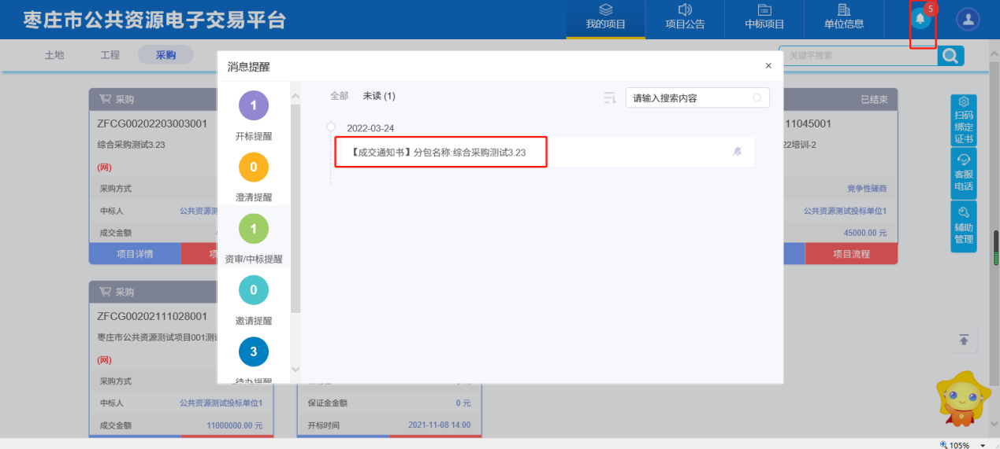 枣庄市公共资源电子交易平台
我的项目
项目公告
中标项目
单位信息
5
土地
工程
采购
关键字搜索
消息提醒
×
1
开标提醒
0
澄清提醒
1
资审/中标提醒
0
邀请提醒
3
待办提醒
全部
未读 (1)
请输入搜索内容
2022-03-24
【成交通知书】分包名称:综合采购测试3.23
采购
ZFCG00202203003001
综合采购测试3.23
(网)
采购方式
中标人
公共资源测
成交金额
项目详情
项
已结束
11045001
22培训-2
竞争性磋商
公共资源测试投标单位1
45000.00 元
项目流程
采购
ZFCG00202111028001
枣庄市公共资源测试项目001测
(网)
采购方式
中标人
公共资源测试投标单位1
成交金额
11000000.00 元
保证金金额
0 元
开标时间
2021-11-08 14:00
扫码
绑定
证书
客服
电话
辅助
管理
105%